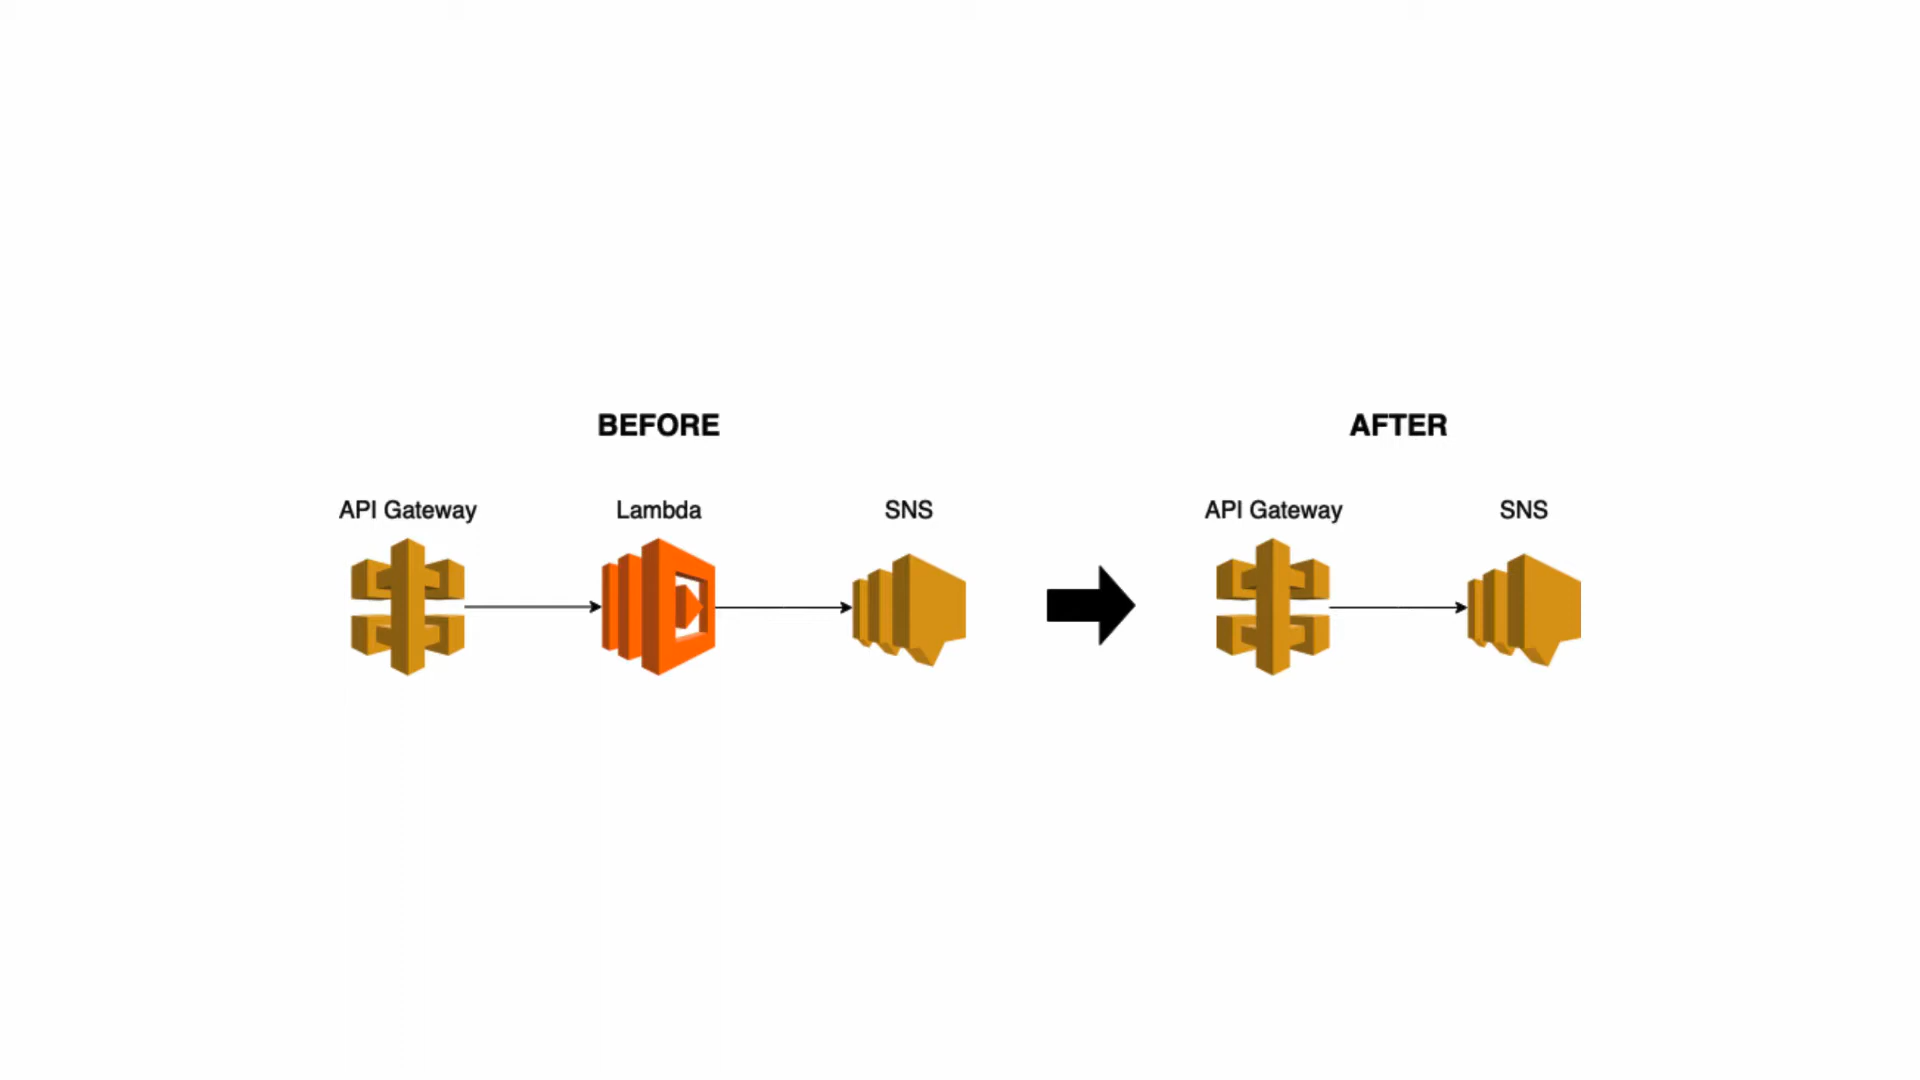 BEFORE
AFTER
API Gateway
Lambda
SNS
API Gateway
SNS